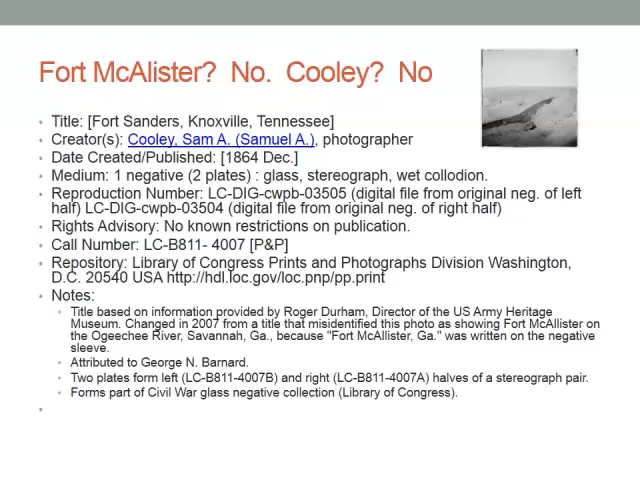 Fort McAlister?  No.  Cooley?  No
• Title: [Fort Sanders, Knoxville, Tennessee]
• Creator(s): Cooley, Sam A. (Samuel A.), photographer
• Date Created/Published: [1864 Dec.]
• Medium: 1 negative (2 plates) : glass, stereograph, wet collodion.
• Reproduction Number: LC-DIG-cwpb-03505 (digital file from original neg. of left
half) LC-DIG-cwpb-03504 (digital file from original neg. of right half)
• Rights Advisory: No known restrictions on publication.
• Call Number: LC-B811- 4007 [P&P]
• Repository: Library of Congress Prints and Photographs Division Washington,
D.C. 20540 USA http://hdl.loc.gov/loc.pnp/pp.print
• Notes:
• Title based on information provided by Roger Durham, Director of the US Army Heritage
Museum. Changed in 2007 from a title that misidentified this photo as showing Fort McAllister on
the Ogeechee River, Savannah, Ga., because "Fort McAllister, Ga." was written on the negative
sleeve.
• Attributed to George N. Barnard.
• Two plates form left (LC-B811-4007B) and right (LC-B811-4007A) halves of a stereograph pair.
• Forms part of Civil War glass negative collection (Library of Congress).